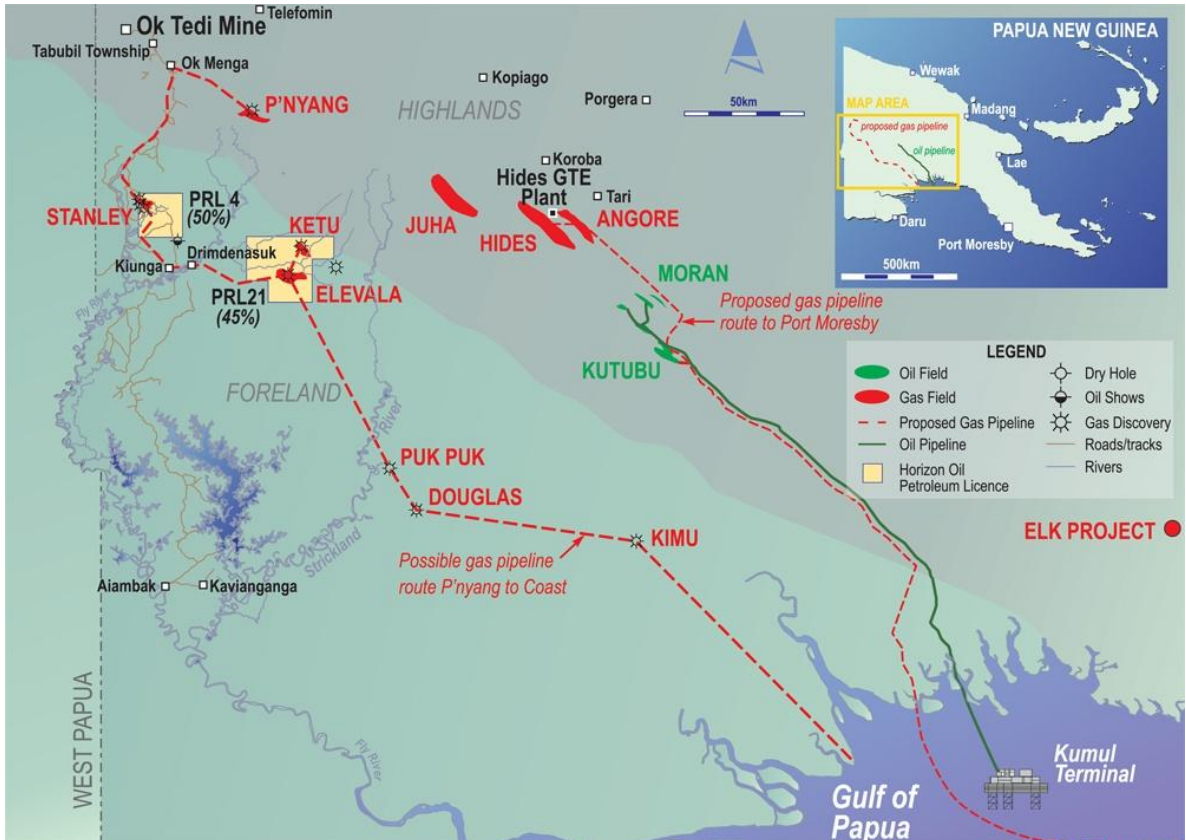 Telefomin
Ok Tedi Mine
Tabubil Township
Ok Menga
P'NYANG
HIGHLANDS
Kopiago
Porgera
50km
PAPUA NEW GUINEA
Wewak
MAP AREA
Madang
proposed gas pipeline
oil pipeline
Lae
Daru
Port Moresby
500km
Koroba
Hides GTE
Plant
Tari
PRL 4
(50%)
STANLEY
KETU
JUHA
HIDES
ANGORE
Drimdenasuk
Kiunga
ELEVALA
PRL21
(45%)
Fly River
MORAN
Proposed gas pipeline
route to Port Moresby
KUTUBU
FORELAND
LEGEND
Oil Field
Gas Field
Proposed Gas Pipeline
Oil Pipeline
Horizon Oil
Petroleum Licence
Dry Hole
Oil Shows
Gas Discovery
Roads/tracks
Rivers
River
Strickland
PUK PUK
DOUGLAS
KIMU
ELK PROJECT
Possible gas pipeline
route P'nyang to Coast
Aiambak
Kavianganga
WEST PAPUA
Fly River
Gulf of
Papua
Kumul
Terminal